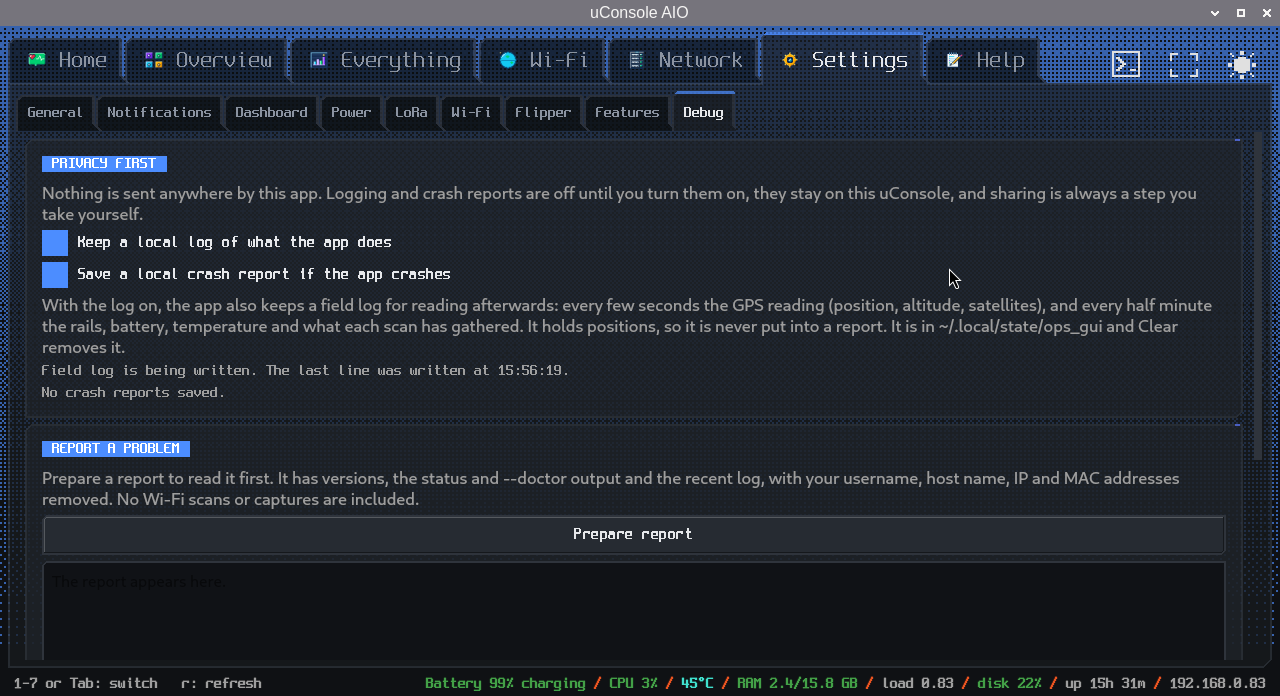 uConsole AIO
Home Overview Everything Wi-Fi Network Settings Help
General Notifications Dashboard Power LoRa Wi-Fi Flipper Features Debug
PRIVACY FIRST
Nothing is sent anywhere by this app. Logging and crash reports are off until you turn them on, they stay on this uConsole, and sharing is always a step you
take yourself.
Keep a local log of what the app does
Save a local crash report if the app crashes
With the log on, the app also keeps a field log for reading afterwards: every few seconds the GPS reading (position, altitude, satellites), and every half minute
the rails, battery, temperature and what each scan has gathered. It holds positions, so it is never put into a report. It is in ~/.local/state/ops_gui and Clear
removes it.
Field log is being written. The last line was written at 15:56:19.
No crash reports saved.
REPORT A PROBLEM
Prepare a report to read it first. It has versions, the status and --doctor output and the recent log, with your username, host name, IP and MAC addresses
removed. No Wi-Fi scans or captures are included.
Prepare report
The report appears here.
1-7 or Tab: switch r: refresh Battery 99% charging / CPU 3% / 45°C / RAM 2.4/15.8 GB / load 0.83 / disk 22% / up 15h 31m / 192.168.0.83